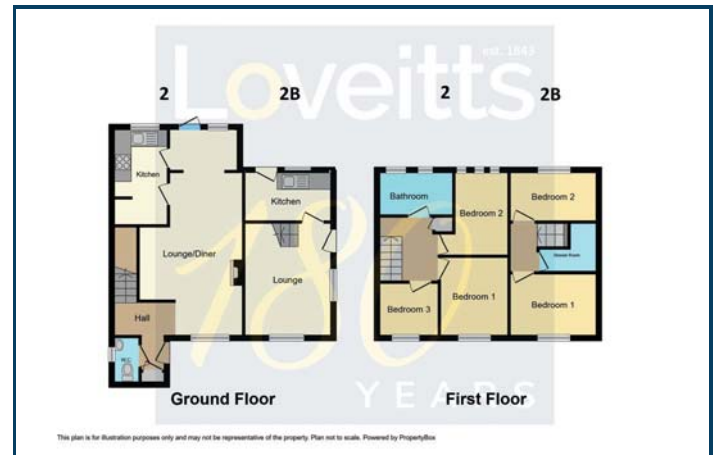 est. 1843
Loveitts
2 2B 2 2B
Kitchen
Kitchen
Lounge/Diner
Lounge
Hall
W.C.
Bathroom
Bedroom 2
Bedroom 2
Shower Room
Bedroom 3
Bedroom 1
Bedroom 1
180
YEARS
Ground Floor First Floor
This plan is for illustration purposes only and may not be representative of the property. Plan not to scale. Powered by PropertyBox